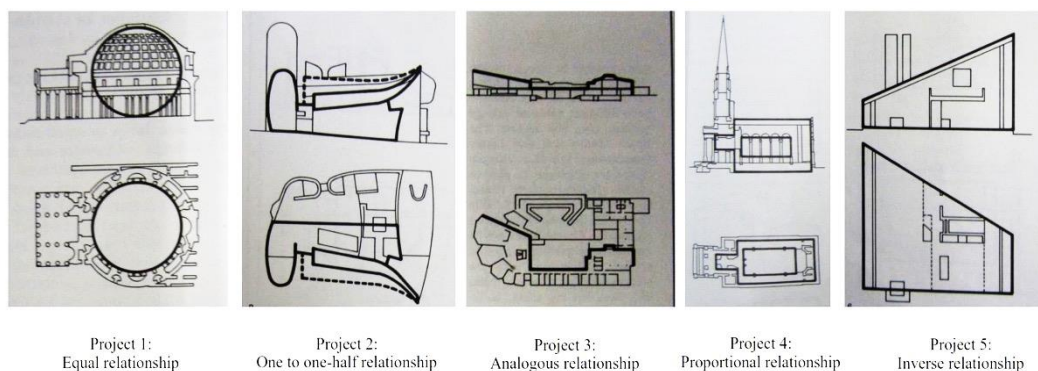 Project 1:
Equal relationship
Project 2:
One to one-half relationship
Project 3:
Analogous relationship
Project 4:
Proportional relationship
Project 5:
Inverse relationship